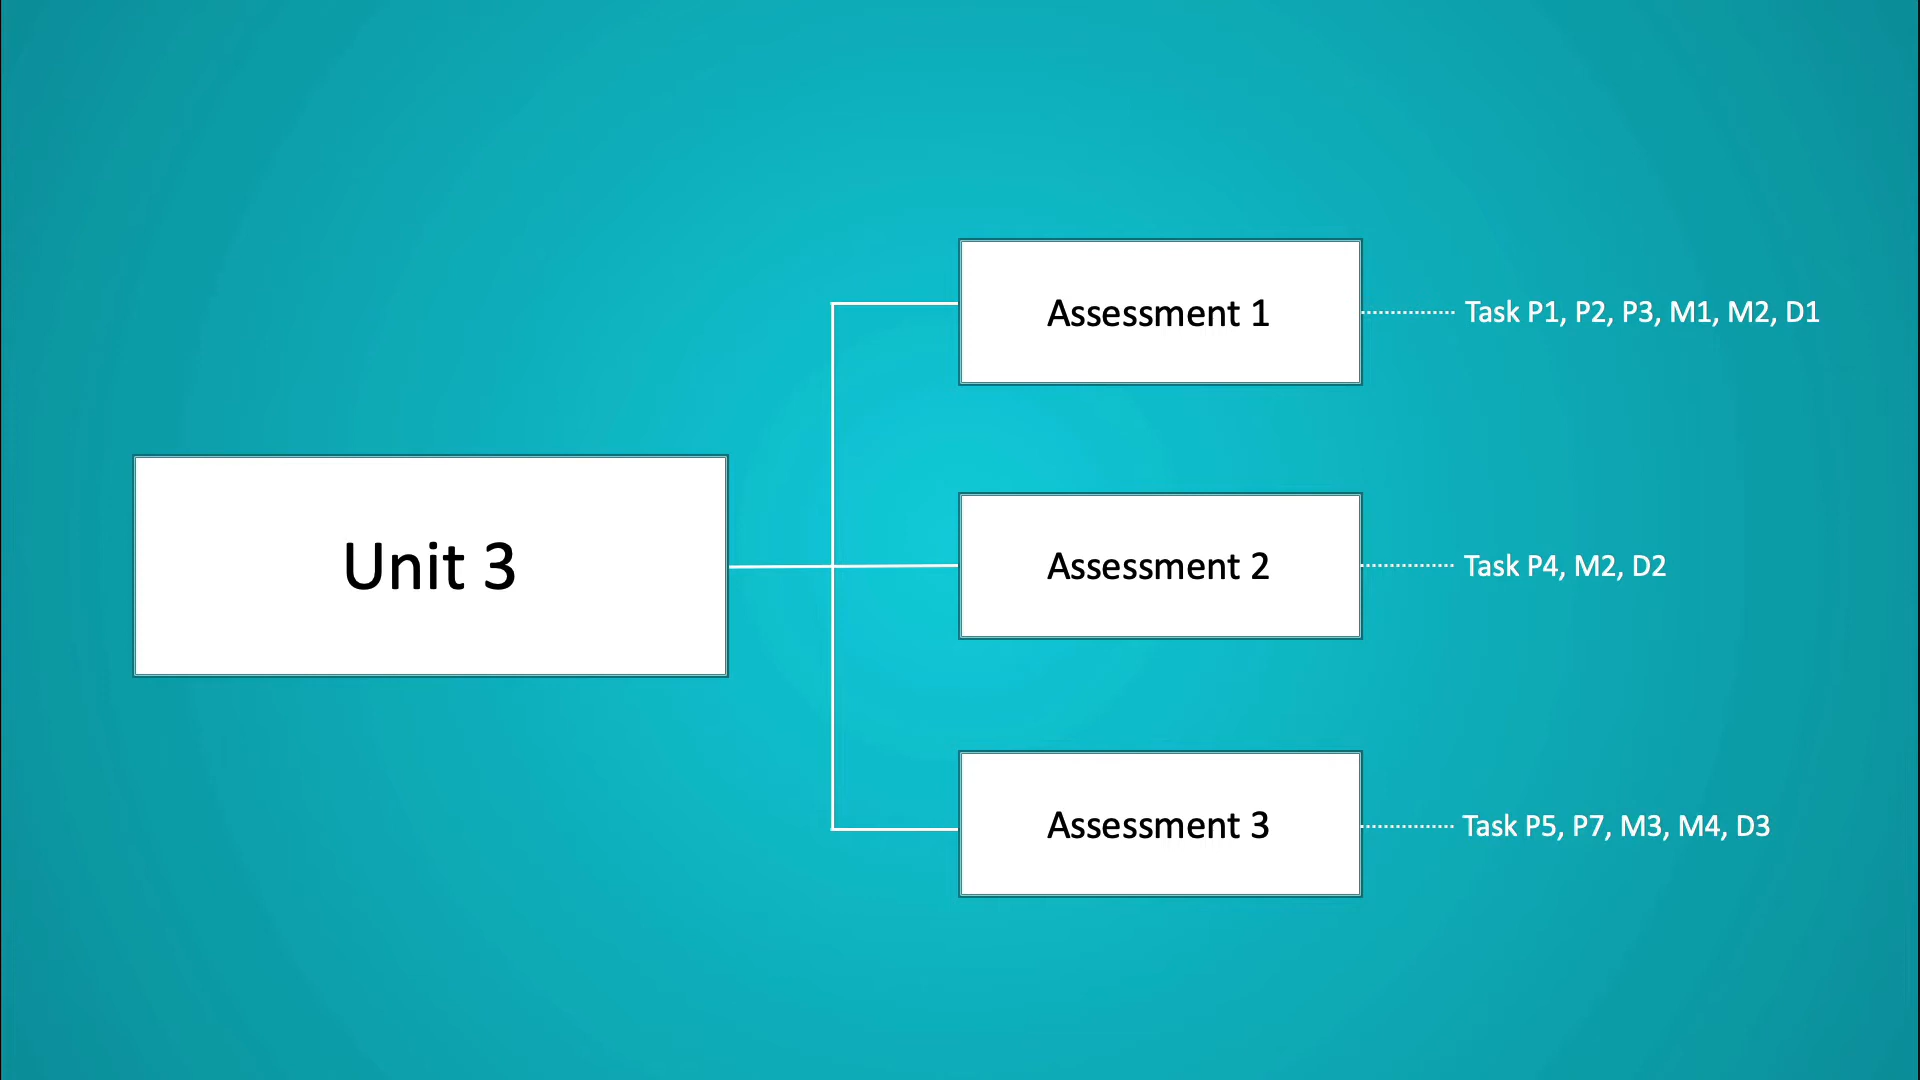 Unit 3
Assessment 1
Task P1, P2, P3, M1, M2, D1
Assessment 2
Task P4, M2, D2
Assessment 3
Task P5, P7, M3, M4, D3